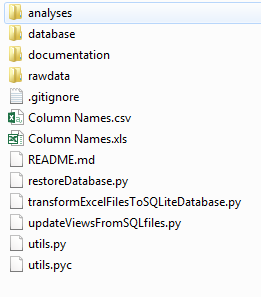 analyses
database
documentation
rawdata
.gitignore
Column Names.csv
Column Names.xls
README.md
restoreDatabase.py
transformExcelFilesToSQLiteDatabase.py
updateViewsFromSQLfiles.py
utils.py
utils.pyc